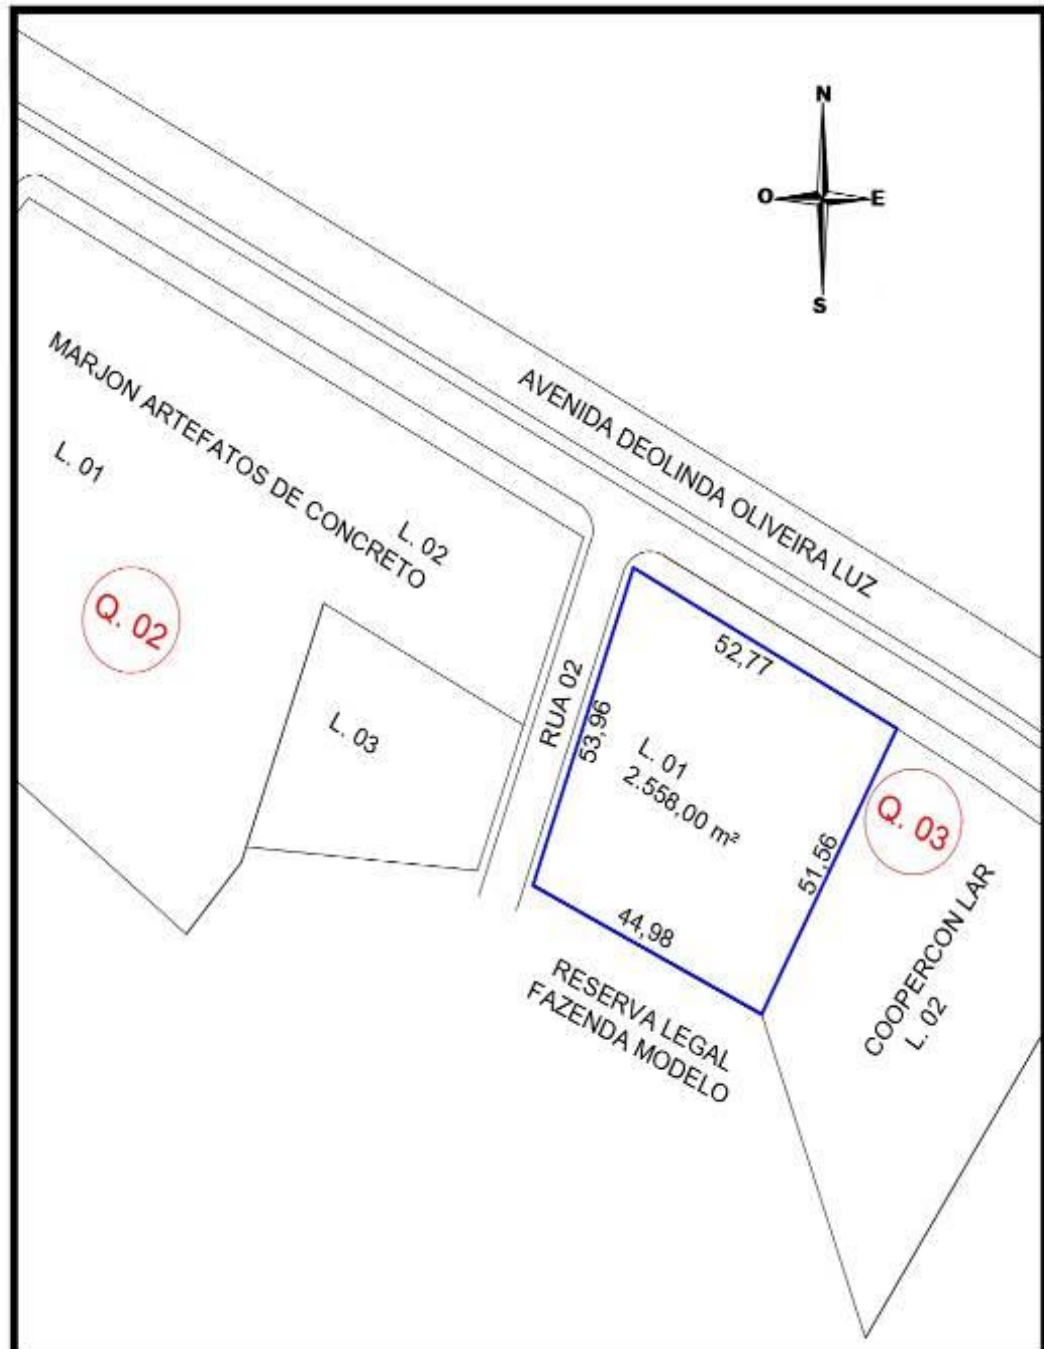 N
O
E
S
AVENIDA DEOLINDA OLIVEIRA LUZ
MARJON ARTEFATOS DE CONCRETO
L. 01
L. 02
Q. 02
L. 03
RUA 02
52,77
53,96
L. 01
2.558,00 m²
51,56
44,98
Q. 03
COOPERCON LAR
L. 02
RESERVA LEGAL
FAZENDA MODELO